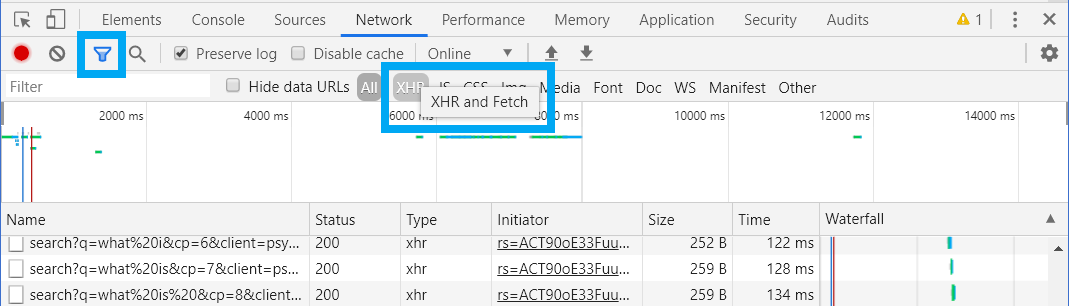 Elements Console Sources Network Performance Memory Application Security Audits 1
Preserve log Disable cache Online
Filter Hide data URLs All XHR JS CSS Img Media Font Doc WS Manifest Other
XHR and Fetch
2000 ms 4000 ms 6000 ms 8000 ms 10000 ms 12000 ms 14000 ms
Name Status Type Initiator Size Time Waterfall
search?q=what%20i&cp=6&client=psy... 200 xhr rs=ACT90oE33Fuu... 252 B 122 ms
search?q=what%20is&cp=7&client=ps... 200 xhr rs=ACT90oE33Fuu... 259 B 128 ms
search?q=what%20is%20&cp=8&client... 200 xhr rs=ACT90oE33Fuu... 259 B 134 ms